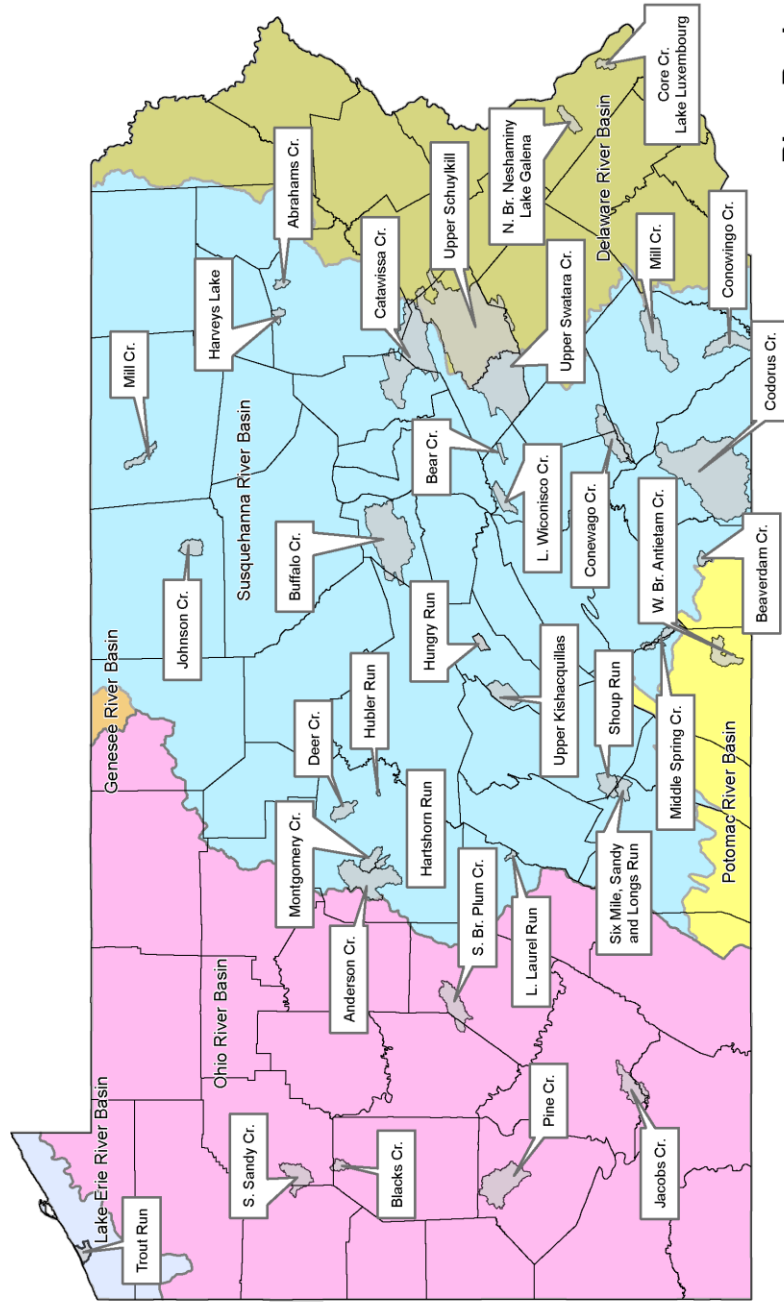 Lake Erie River Basin
Trout Run
Genesee River Basin
Ohio River Basin
Susquehanna River Basin
Johnson Cr.
Mill Cr.
Harveys Lake
Abrahams Cr.
S. Sandy Cr.
Blacks Cr.
Anderson Cr.
Montgomery Cr.
Deer Cr.
Hubler Run
Hartshorn Run
Buffalo Cr.
Catawissa Cr.
Upper Schuylkill
N. Br. Neshaminy
Lake Galena
Core Cr.
Lake Luxembourg
Pine Cr.
S. Br. Plum Cr.
L. Laurel Run
Hungry Run
Upper Kishacquillas
Bear Cr.
L. Wiconisco Cr.
Upper Swatara Cr.
Delaware River Basin
Jacobs Cr.
Six Mile, Sandy
and Longs Run
Shoup Run
Middle Spring Cr.
Conewago Cr.
W. Br. Antietam Cr.
Mill Cr.
Potomac River Basin
Beaverdam Cr.
Codorus Cr.
Conowingo Cr.